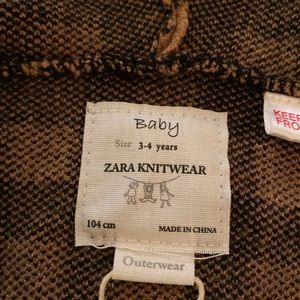 Baby
Size 3-4 years
ZARA KNITWEAR
104 cm
MADE IN CHINA
Outerwear
KEEP
FRO